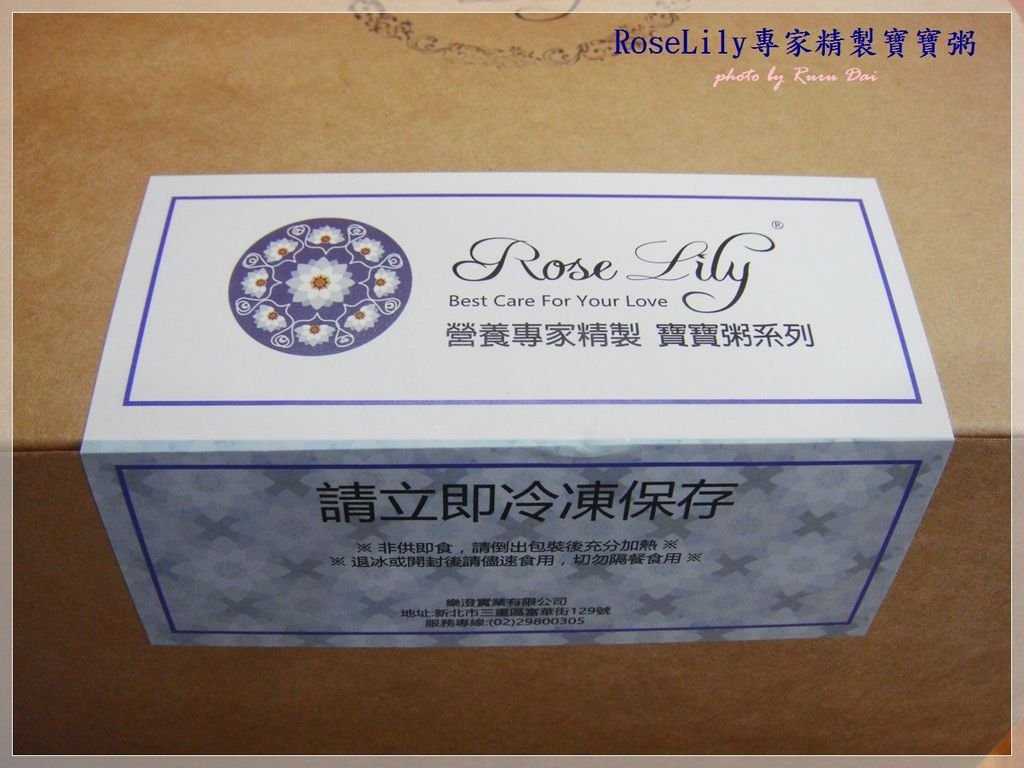 RoseLily專家精製寶寶粥
photo by Ruru Dai
Rose Lily®
Best Care For Your Love
營養專家精製 寶寶粥系列
請立即冷凍保存
※ 非供即食，請倒出包裝後充分加熱 ※
※ 退冰或開封後請儘速食用，切勿隔餐食用 ※
樂澄實業有限公司
地址:新北市三重區富華街129號
服務專線:(02)29800305